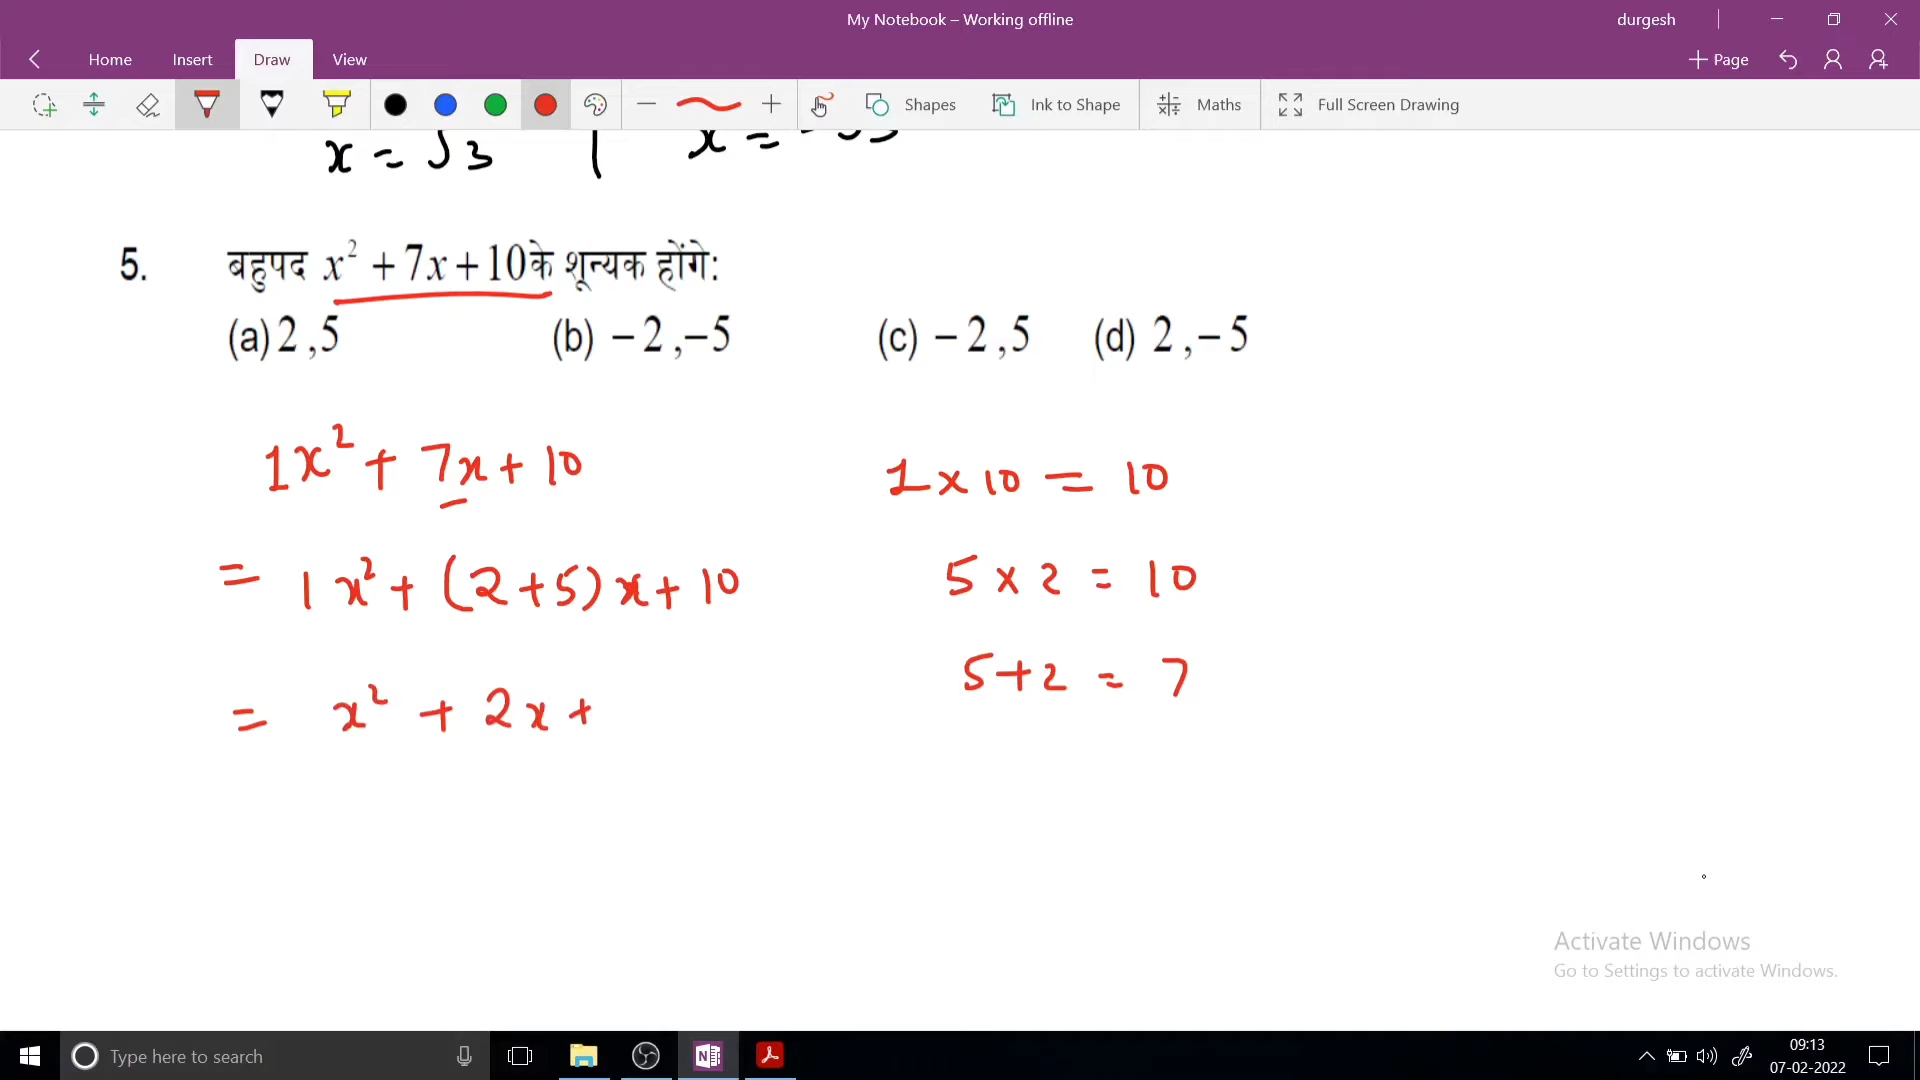 My Notebook – Working offline
durgesh
Home Insert Draw View
Page
Shapes Ink to Shape Maths Full Screen Drawing
x = √3 | x = -√3
5. बहुपद x² + 7x + 10 के शून्यक होंगे:
(a) 2 ,5 (b) – 2 ,–5 (c) – 2 ,5 (d) 2 ,– 5
1x² + 7x + 10
1 × 10 = 10
= 1x² + (2+5)x + 10
5 × 2 = 10
5+2 = 7
= x² + 2x +
Activate Windows
Go to Settings to activate Windows.
Type here to search
09:13
07-02-2022